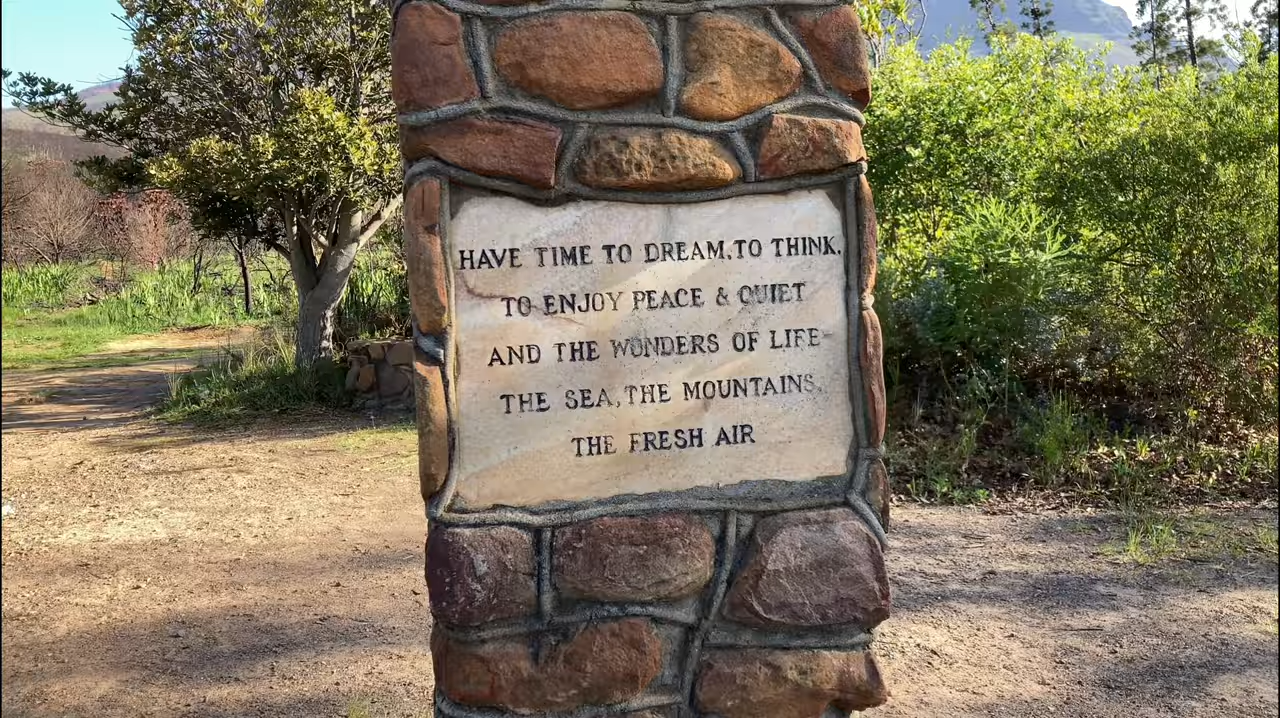 HAVE TIME TO DREAM, TO THINK,
TO ENJOY PEACE & QUIET
AND THE WONDERS OF LIFE-
THE SEA, THE MOUNTAINS,
THE FRESH AIR